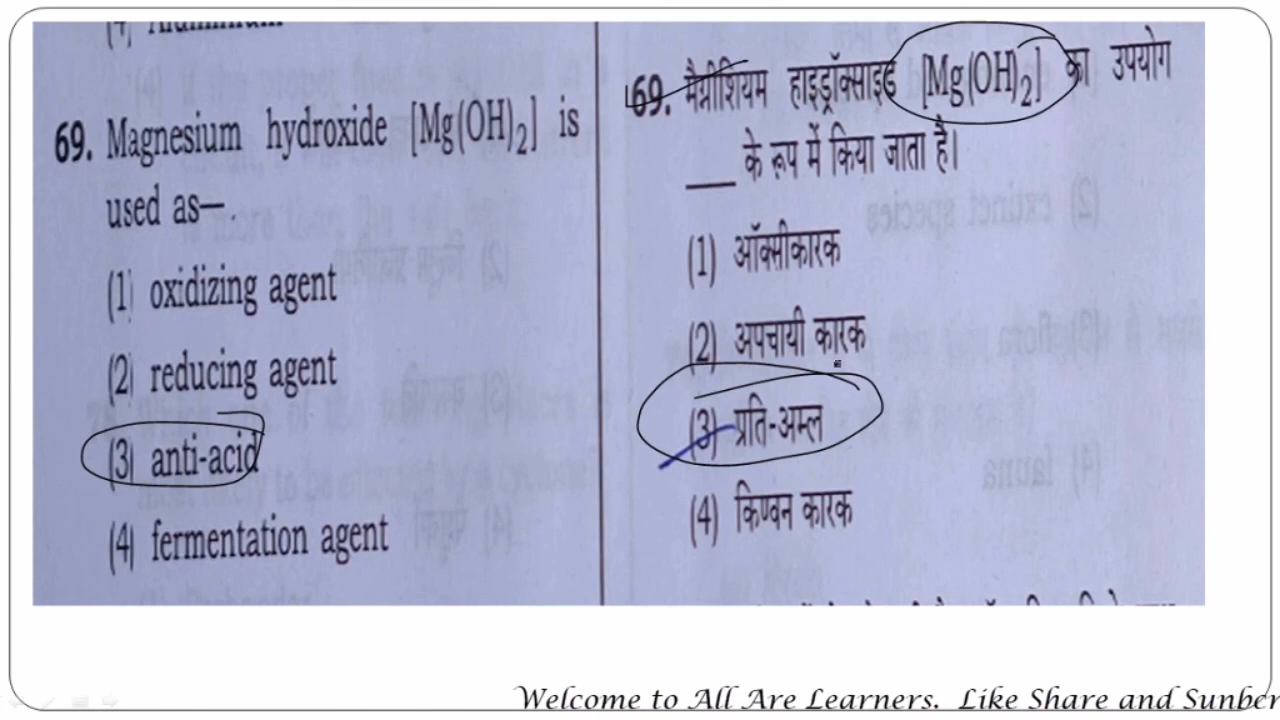 69. Magnesium hydroxide [Mg(OH)₂] is
used as—
(1) oxidizing agent
(2) reducing agent
(3) anti-acid
(4) fermentation agent
69. मैग्नीशियम हाइड्रॉक्साइड [Mg(OH)₂] का उपयोग
___ के रूप में किया जाता है।
(1) ऑक्सीकारक
(2) अपचायी कारक
(3) प्रति-अम्ल
(4) किण्वन कारक
Welcome to All Are Learners. Like Share and